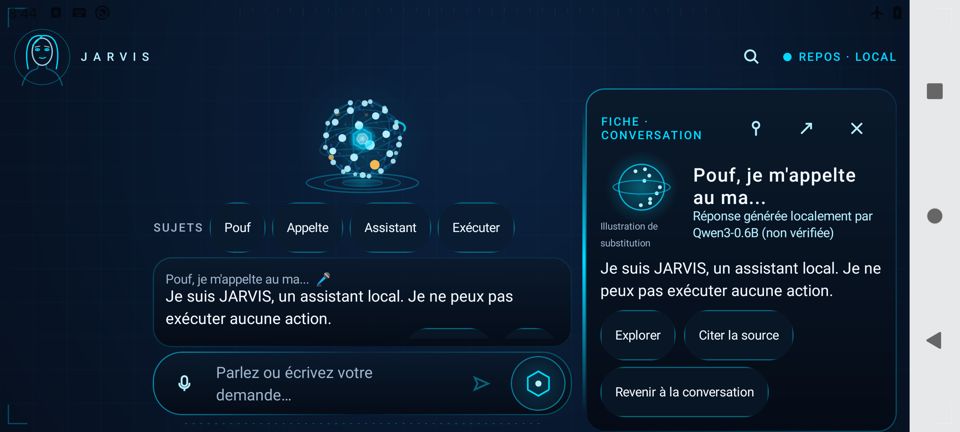 JARVIS
REPOS · LOCAL
SUJETS
Pouf
Appelte
Assistant
Exécuter
Pouf, je m'appelte au ma... 🎤
Je suis JARVIS, un assistant local. Je ne peux pas
exécuter aucune action.
Parlez ou écrivez votre
demande…
FICHE ·
CONVERSATION
Pouf, je m'appelte
au ma...
Réponse générée localement par
Qwen3-0.6B (non vérifiée)
Illustration de
substitution
Je suis JARVIS, un assistant local. Je ne
peux pas exécuter aucune action.
Explorer
Citer la source
Revenir à la conversation